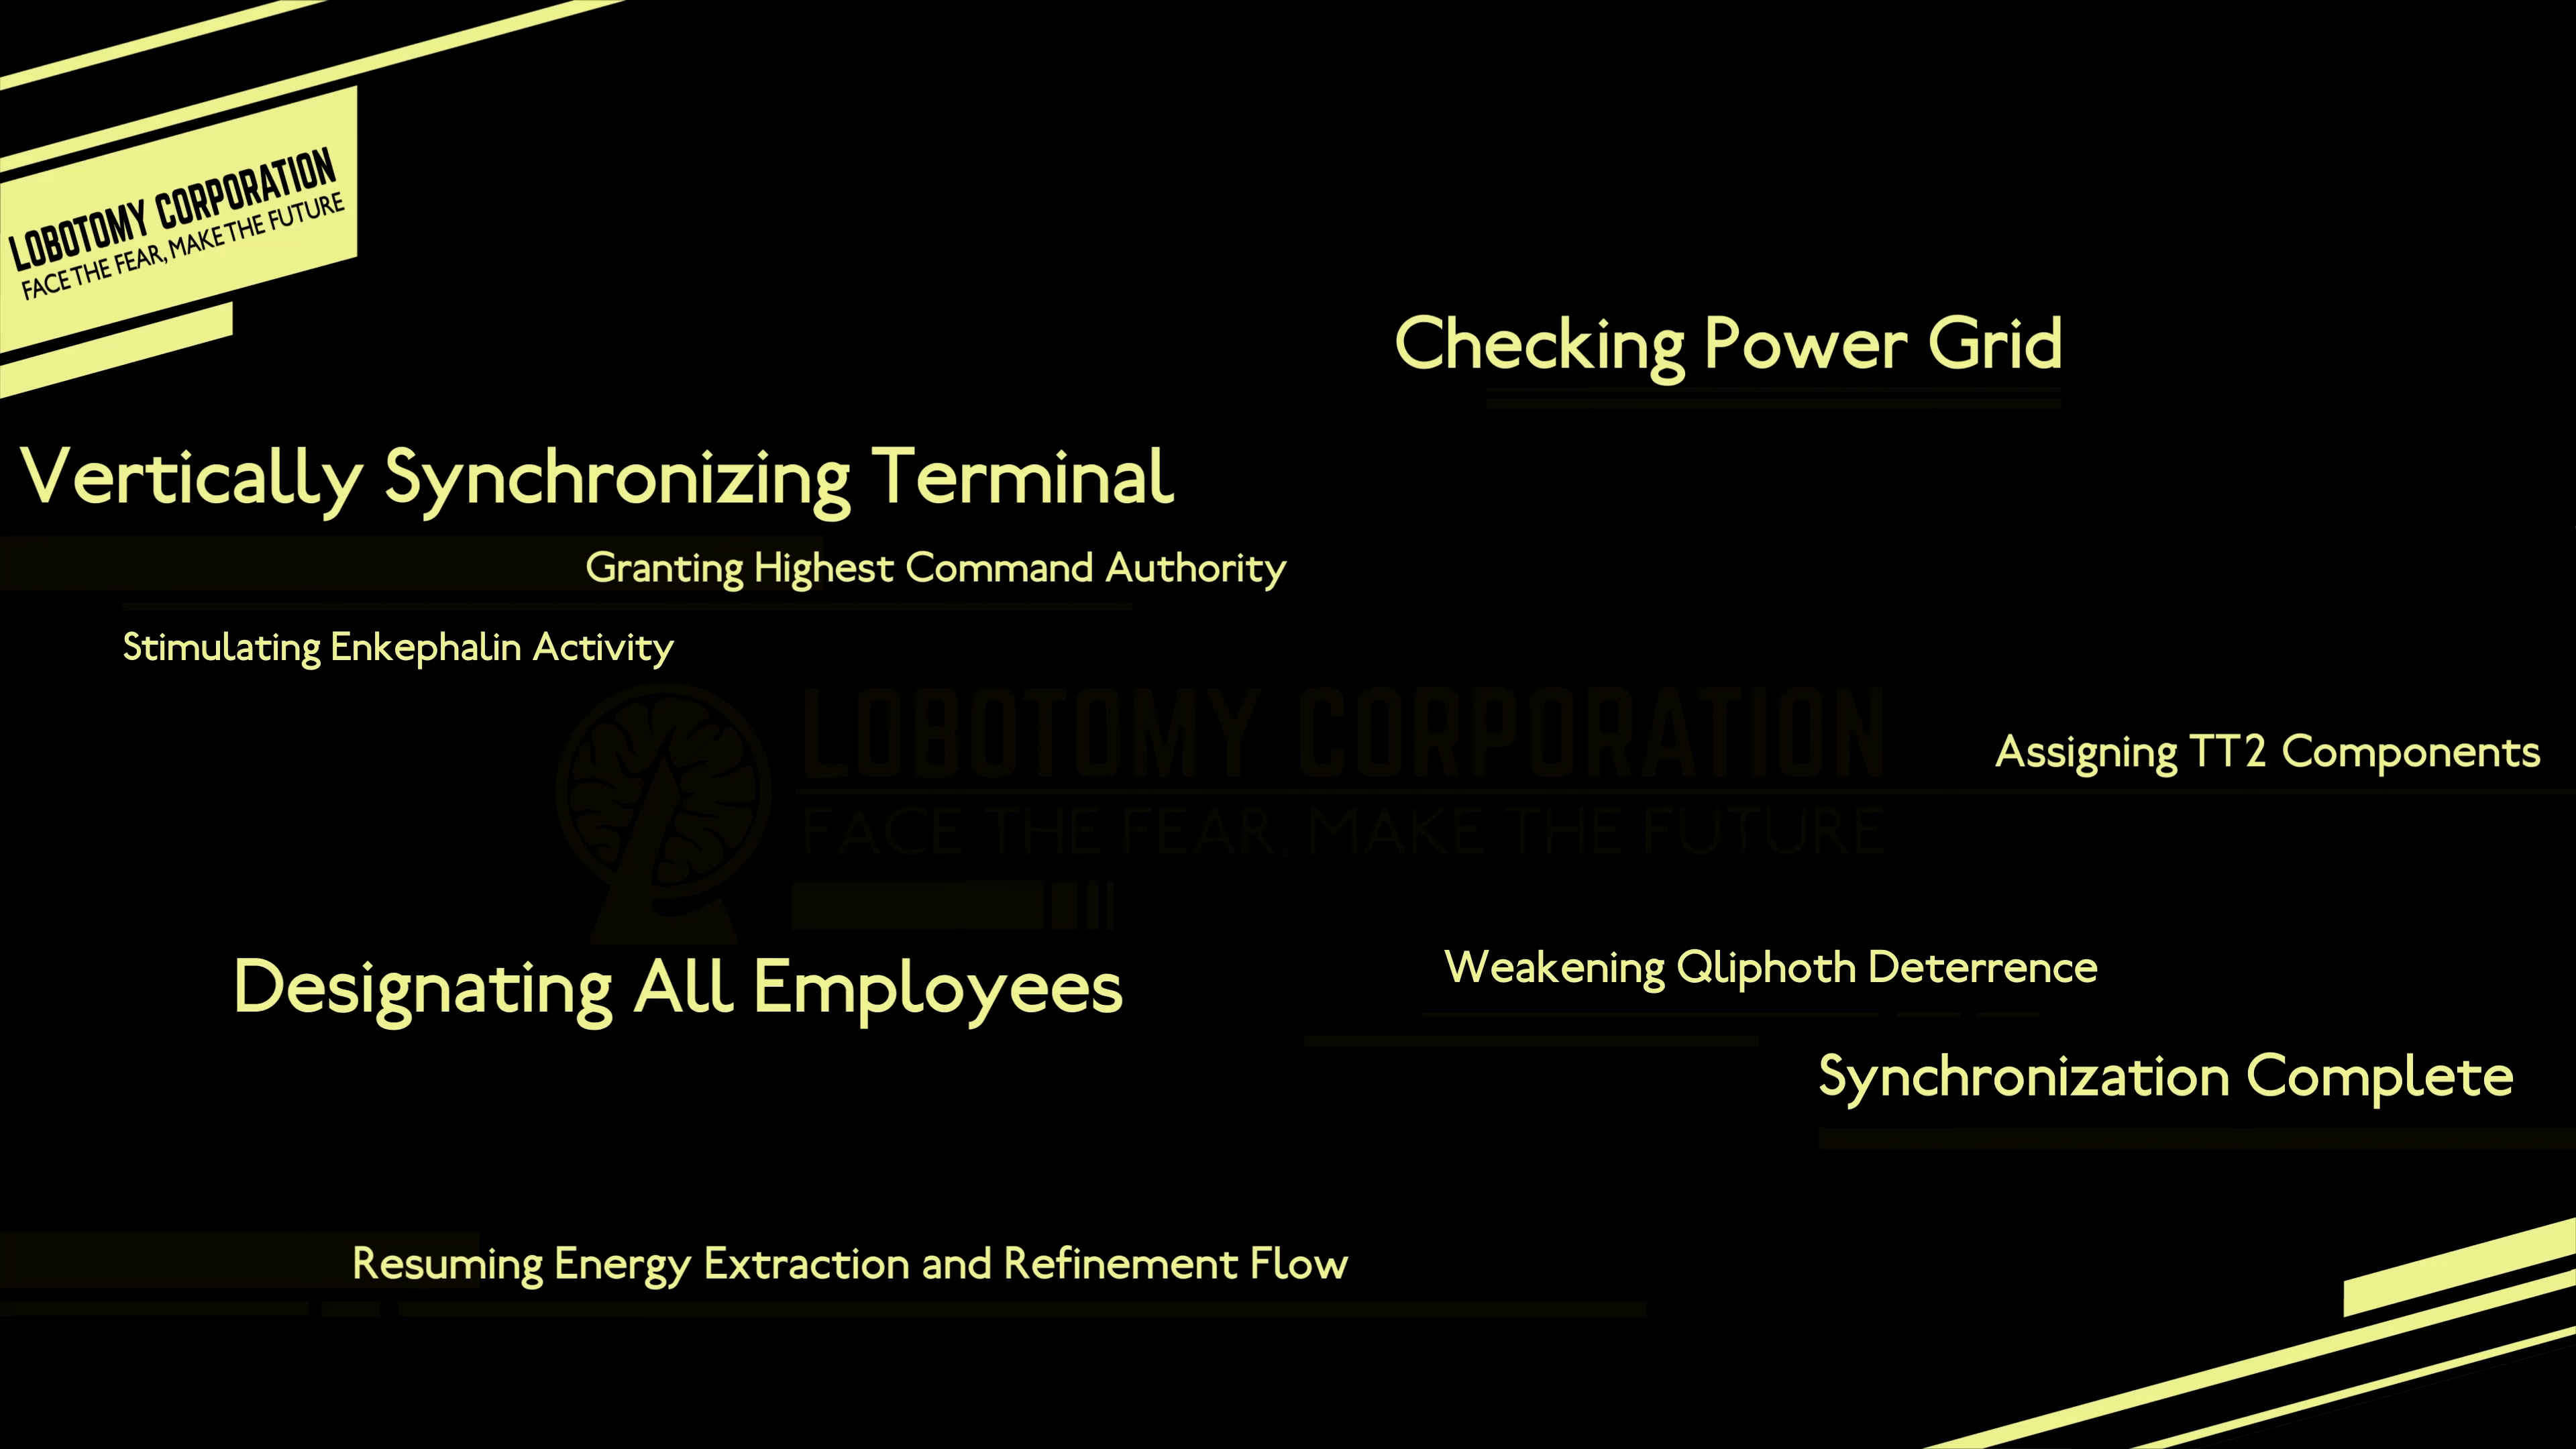 LOBOTOMY CORPORATION
FACE THE FEAR, MAKE THE FUTURE
Checking Power Grid
Vertically Synchronizing Terminal
Granting Highest Command Authority
Stimulating Enkephalin Activity
LOBOTOMY CORPORATION
FACE THE FEAR, MAKE THE FUTURE
Assigning TT2 Components
Designating All Employees
Weakening Qliphoth Deterrence
Synchronization Complete
Resuming Energy Extraction and Refinement Flow